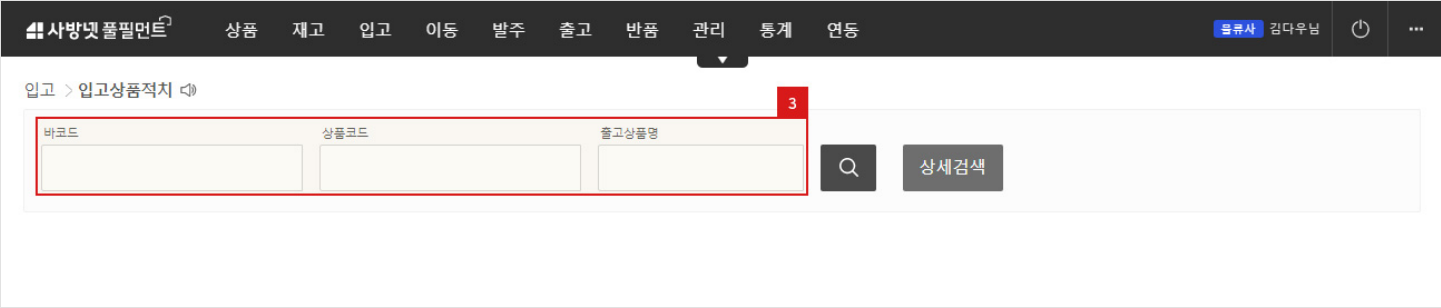 사방넷 풀필먼트 상품 재고 입고 이동 발주 출고 반품 관리 통계 연동 물류사 김다우님
입고 > 입고상품적치
3
바코드 상품코드 출고상품명
상세검색